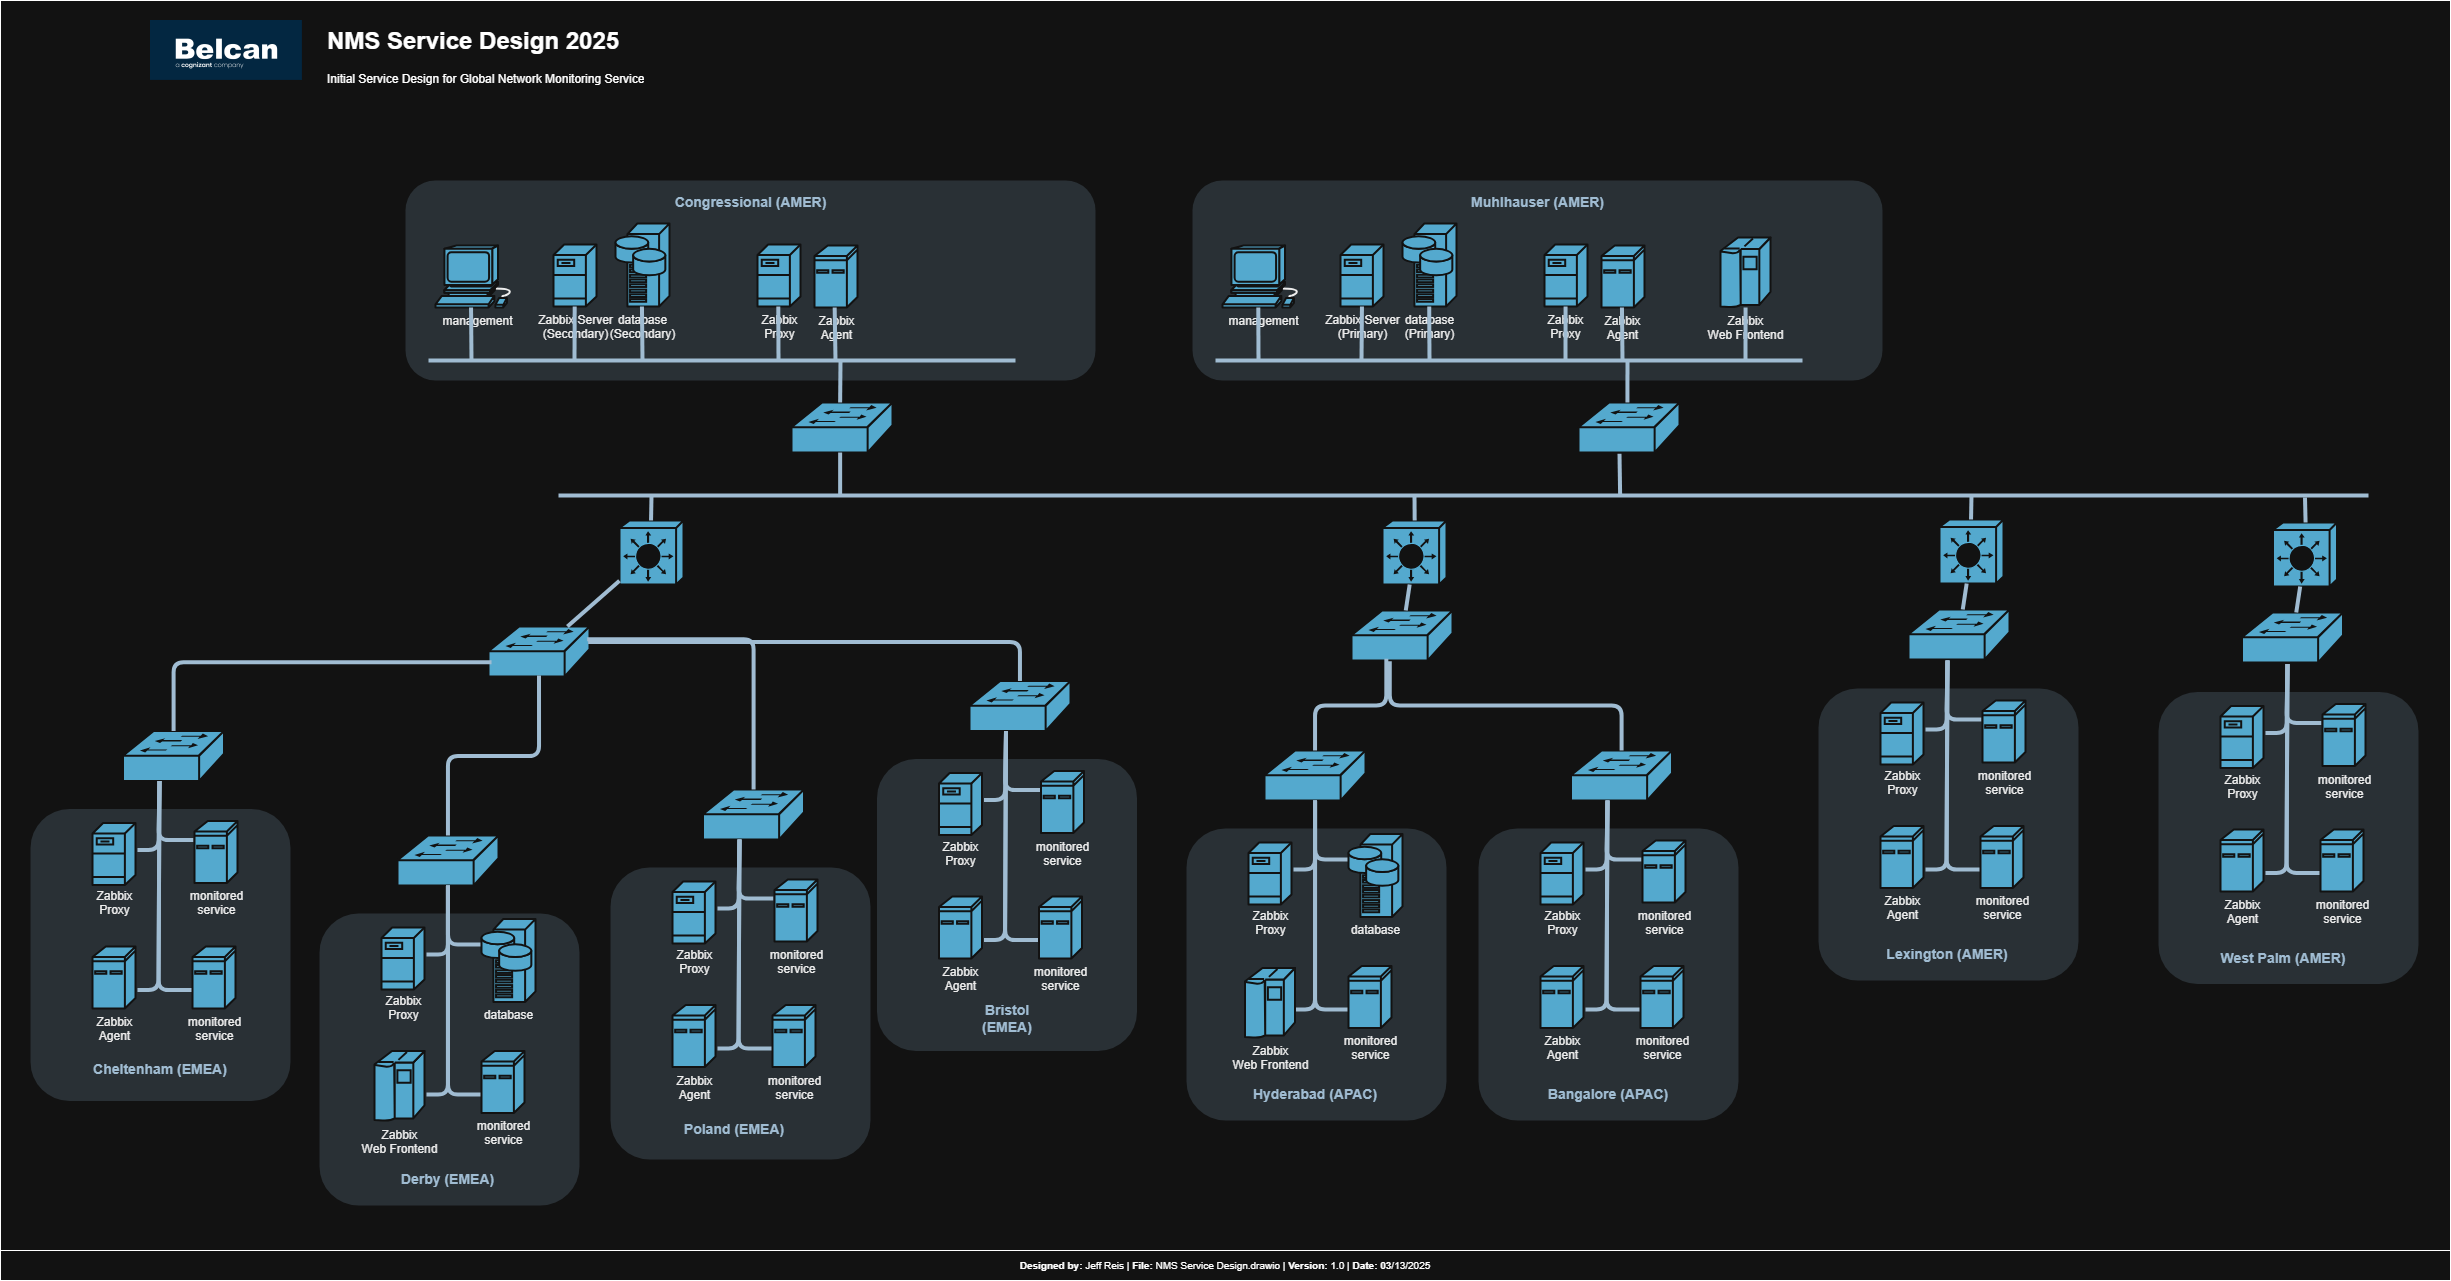 Belcan
a cognizant company
NMS Service Design 2025
Initial Service Design for Global Network Monitoring Service
Congressional (AMER)
management
Zabbix Server
(Secondary)
database
(Secondary)
Zabbix
Proxy
Zabbix
Agent
Muhlhauser (AMER)
management
Zabbix Server
(Primary)
database
(Primary)
Zabbix
Proxy
Zabbix
Agent
Zabbix
Web Frontend
Zabbix
Proxy
monitored
service
Zabbix
Agent
monitored
service
Cheltenham (EMEA)
Zabbix
Proxy
database
Zabbix
Web Frontend
monitored
service
Derby (EMEA)
Zabbix
Proxy
monitored
service
Zabbix
Agent
monitored
service
Poland (EMEA)
Zabbix
Proxy
monitored
service
Zabbix
Agent
monitored
service
Bristol
(EMEA)
Zabbix
Proxy
database
Zabbix
Web Frontend
monitored
service
Hyderabad (APAC)
Zabbix
Proxy
monitored
service
Zabbix
Agent
monitored
service
Bangalore (APAC)
Zabbix
Proxy
monitored
service
Zabbix
Agent
monitored
service
Lexington (AMER)
Zabbix
Proxy
monitored
service
Zabbix
Agent
monitored
service
West Palm (AMER)
Designed by: Jeff Reis | File: NMS Service Design.drawio | Version: 1.0 | Date: 03/13/2025